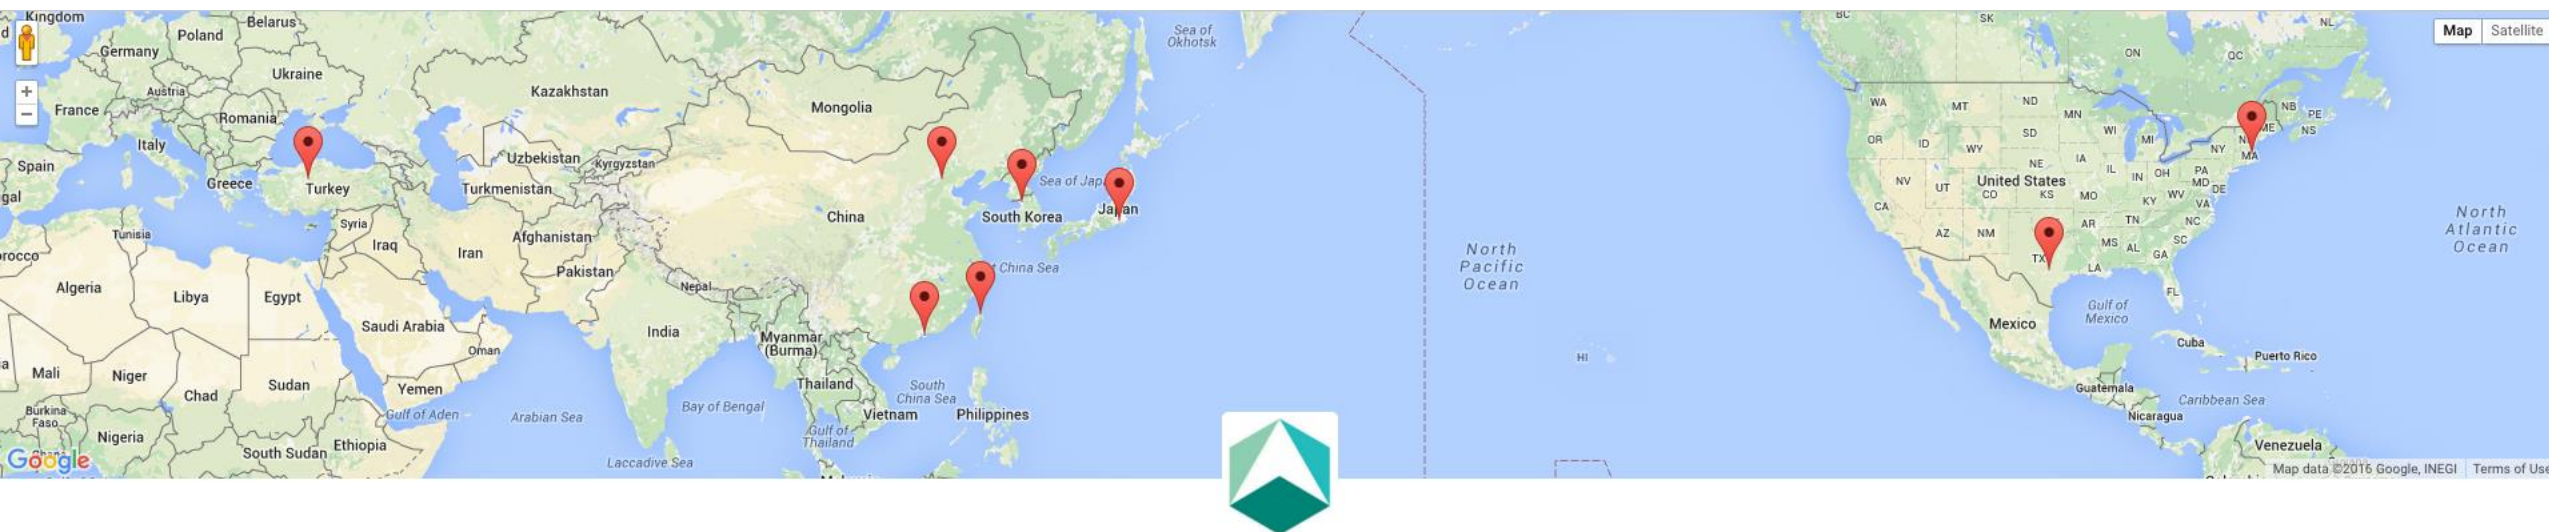 Kingdom
d
Belarus
Poland
Germany
Ukraine
Austria
France
Romania
Italy
Spain
gal
Greece
Turkey
Kazakhstan
Mongolia
Uzbekistan
Kyrgyzstan
Turkmenistan
China
Sea of
Okhotsk
Sea of Jap
Japan
South Korea
Tunisia
Syria
Iraq
Iran
Afghanistan
Pakistan
Nepal
China Sea
rocco
Algeria
Libya
Egypt
Saudi Arabia
Oman
India
Myanmar
(Burma)
Mali
Niger
Chad
Sudan
Yemen
Thailand
South
China Sea
Vietnam
Philippines
Burkina
Faso
Nigeria
Gulf of Aden
Arabian Sea
Bay of Bengal
Gulf of
Thailand
South Sudan
Ethiopia
Laccadive Sea
Google
North
Pacific
Ocean
HI
BC
SK
NL
ON
QC
WA
MT
ND
MN
NB
PE
ME
NS
OR
ID
WY
SD
WI
MI
NY
MA
NE
IA
IL
IN
OH
PA
MD
DE
NV
UT
United States
CO
KS
MO
KY
WV
VA
CA
AZ
NM
AR
TN
NC
MS
AL
GA
SC
TX
LA
FL
Gulf of
Mexico
Mexico
Cuba
Puerto Rico
Guatemala
Caribbean Sea
Nicaragua
Venezuela
North
Atlantic
Ocean
Map
Satellite
Map data ©2016 Google, INEGI
Terms of Use